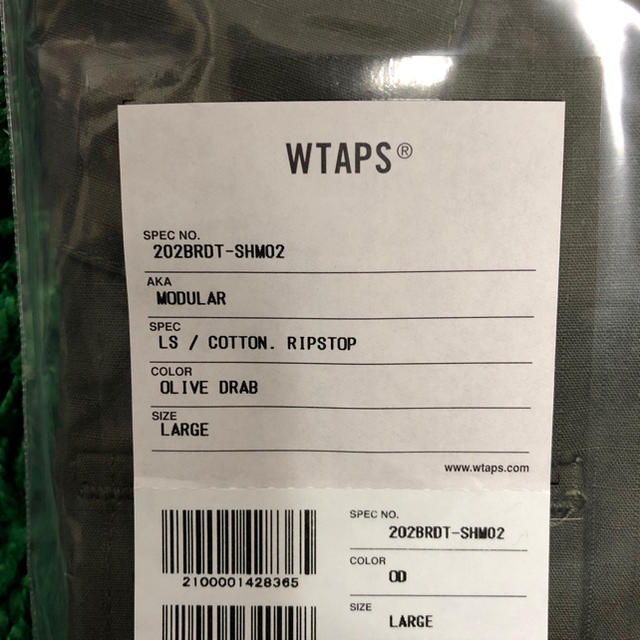 WTAPS®
SPEC NO.
202BRDT-SHM02
AKA
MODULAR
SPEC
LS / COTTON. RIPSTOP
COLOR
OLIVE DRAB
SIZE
LARGE
www.wtaps.com
2100001428365
SPEC NO.
202BRDT-SHM02
COLOR
OD
SIZE
LARGE